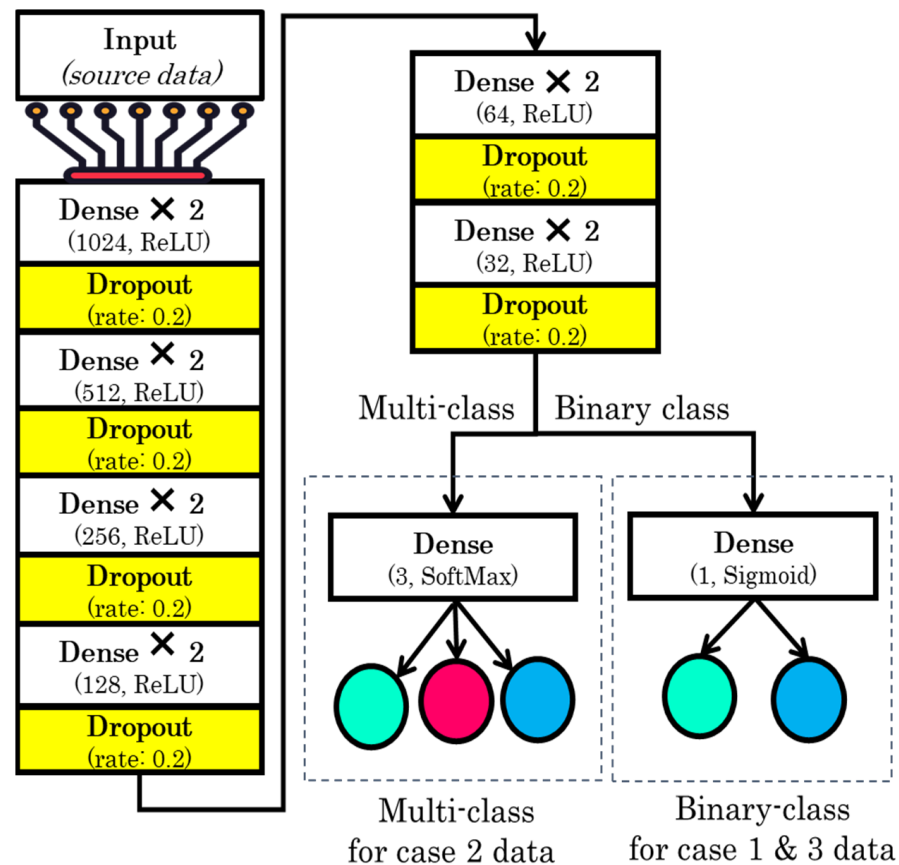 Input
(source data)
Dense × 2
(1024, ReLU)
Dropout
(rate: 0.2)
Dense × 2
(512, ReLU)
Dropout
(rate: 0.2)
Dense × 2
(256, ReLU)
Dropout
(rate: 0.2)
Dense × 2
(128, ReLU)
Dropout
(rate: 0.2)
Dense × 2
(64, ReLU)
Dropout
(rate: 0.2)
Dense × 2
(32, ReLU)
Dropout
(rate: 0.2)
Multi-class
Binary class
Dense
(3, SoftMax)
Dense
(1, Sigmoid)
Multi-class
for case 2 data
Binary-class
for case 1 & 3 data